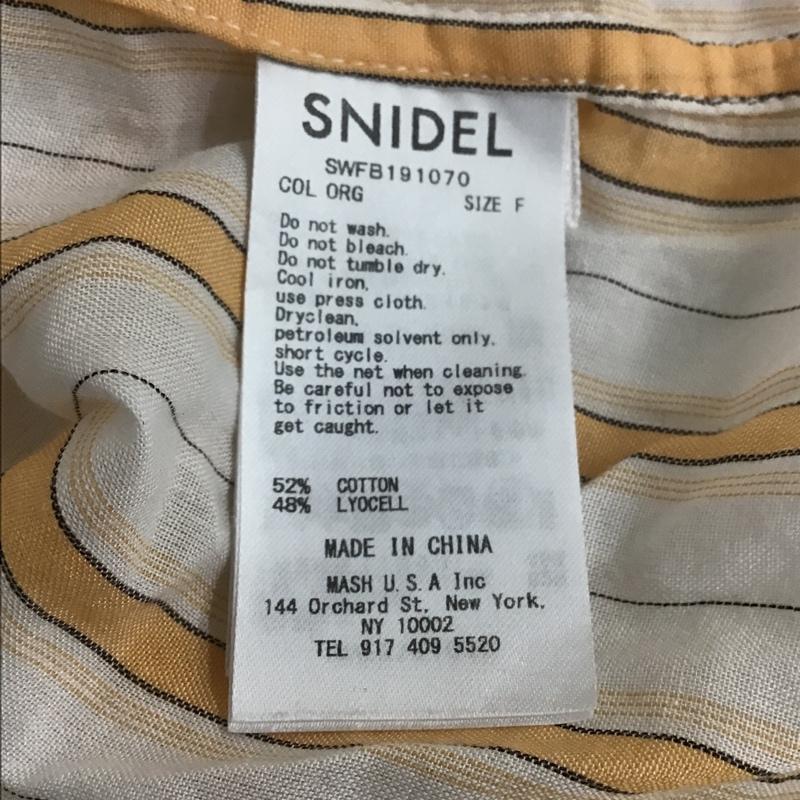 SNIDEL
SWFB191070
COL ORG
SIZE F
Do not wash.
Do not bleach.
Do not tumble dry.
Cool iron,
use press cloth.
Dryclean,
petroleum solvent only.
short cycle.
Use the net when cleaning.
Be careful not to expose
to friction or let it
get caught.
52% COTTON
48% LYOCELL
MADE IN CHINA
MASH U.S.A Inc
144 Orchard St, New York.
NY 10002
TEL 917 409 5520